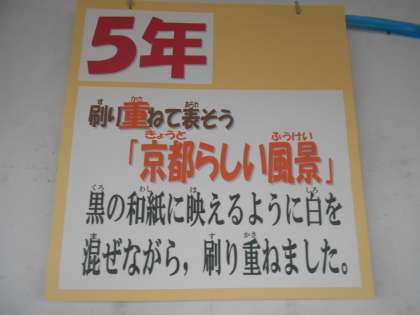 5年
刷り重ねて表そう
「京都らしい風景」
黒の和紙に映えるように白を
混ぜながら，刷り重ねました。